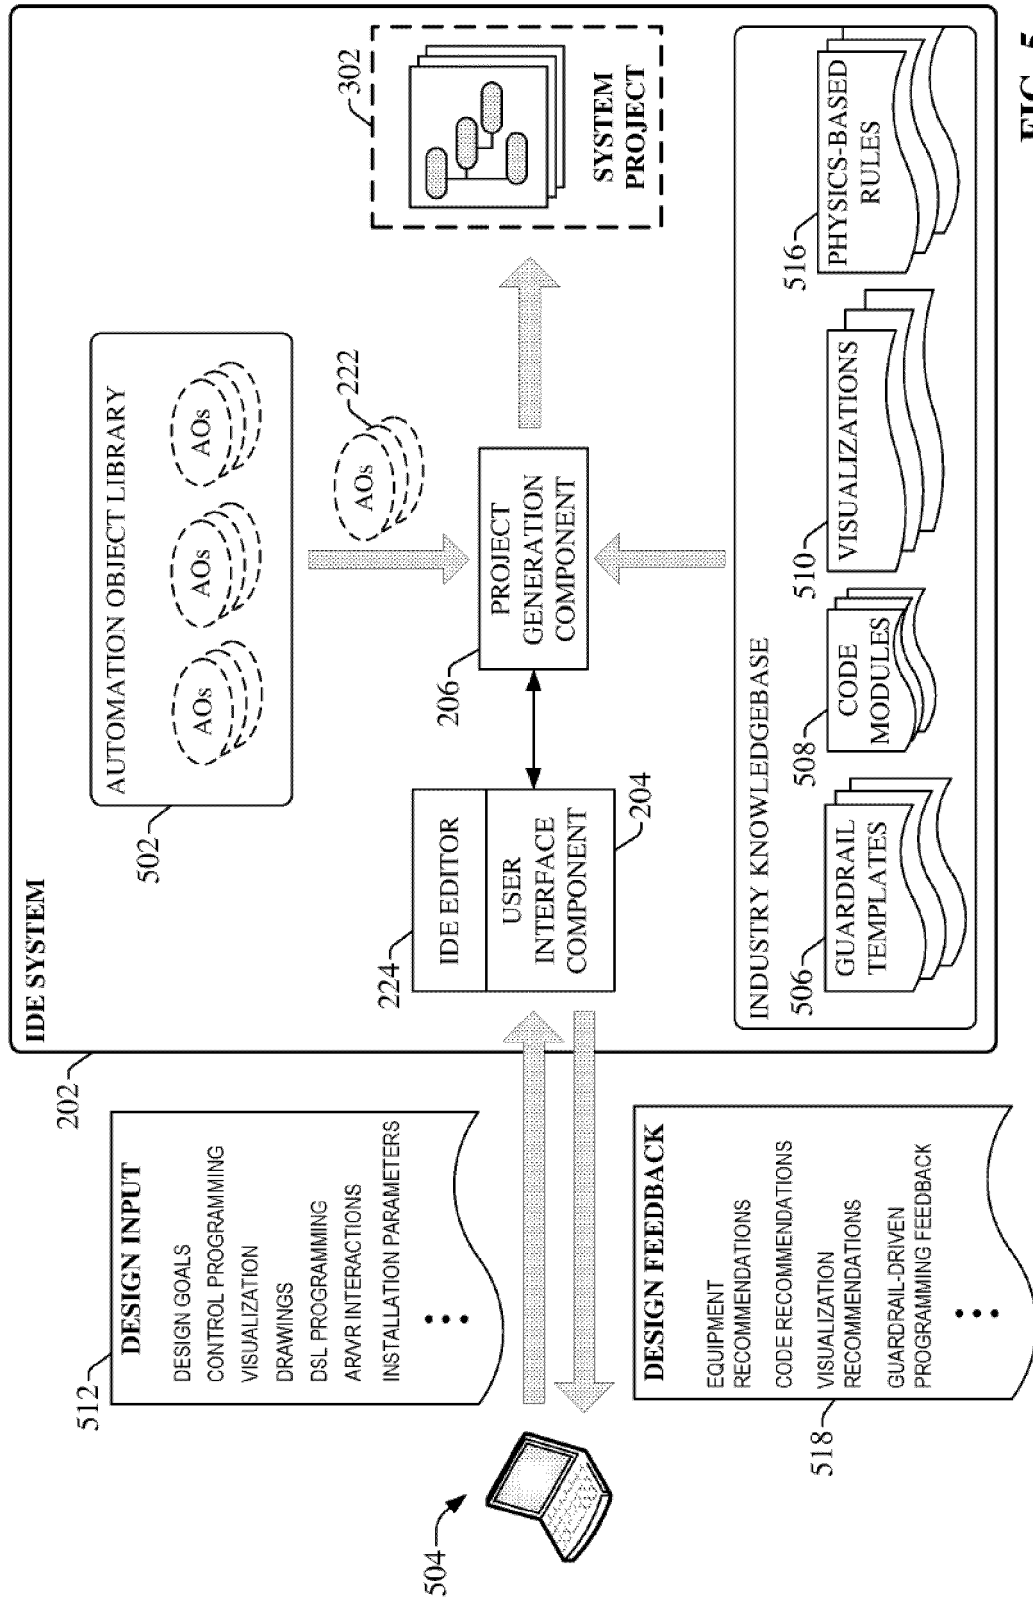 202
IDE SYSTEM
502
AUTOMATION OBJECT LIBRARY
AOs
AOs
AOs
222
AOs
302
SYSTEM
PROJECT
512
DESIGN INPUT
DESIGN GOALS
CONTROL PROGRAMMING
VISUALIZATION
DRAWINGS
DSL PROGRAMMING
AR/VR INTERACTIONS
INSTALLATION PARAMETERS
504
224
IDE EDITOR
USER
INTERFACE
COMPONENT
204
206
PROJECT
GENERATION
COMPONENT
DESIGN FEEDBACK
EQUIPMENT
RECOMMENDATIONS
CODE RECOMMENDATIONS
VISUALIZATION
RECOMMENDATIONS
GUARDRAIL-DRIVEN
PROGRAMMING FEEDBACK
518
INDUSTRY KNOWLEDGEBASE
506
GUARDRAIL
TEMPLATES
508
CODE
MODULES
510
VISUALIZATIONS
516
PHYSICS-BASED
RULES
FIG. 5